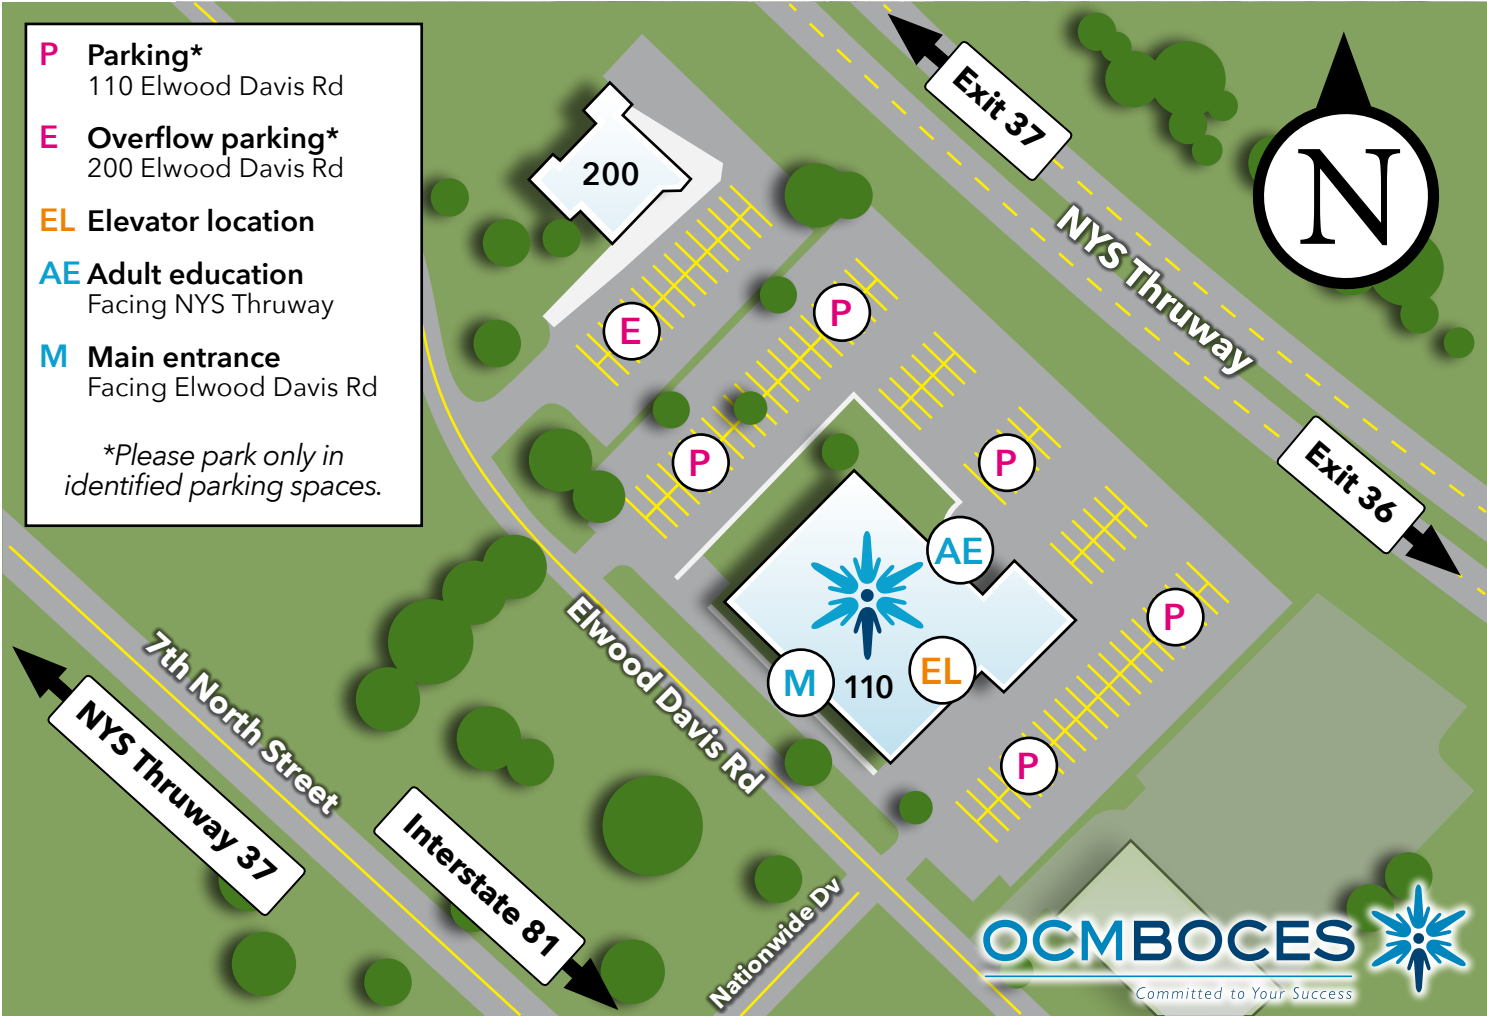 P Parking*
110 Elwood Davis Rd
E Overflow parking*
200 Elwood Davis Rd
EL Elevator location
AE Adult education
Facing NYS Thruway
M Main entrance
Facing Elwood Davis Rd
*Please park only in
identified parking spaces.
200
E
P
P
P
P
P
AE
M
110
EL
Exit 37
N
NYS Thruway
Exit 36
Elwood Davis Rd
7th North Street
NYS Thruway 37
Interstate 81
Nationwide Dv
OCMBOCES
Committed to Your Success